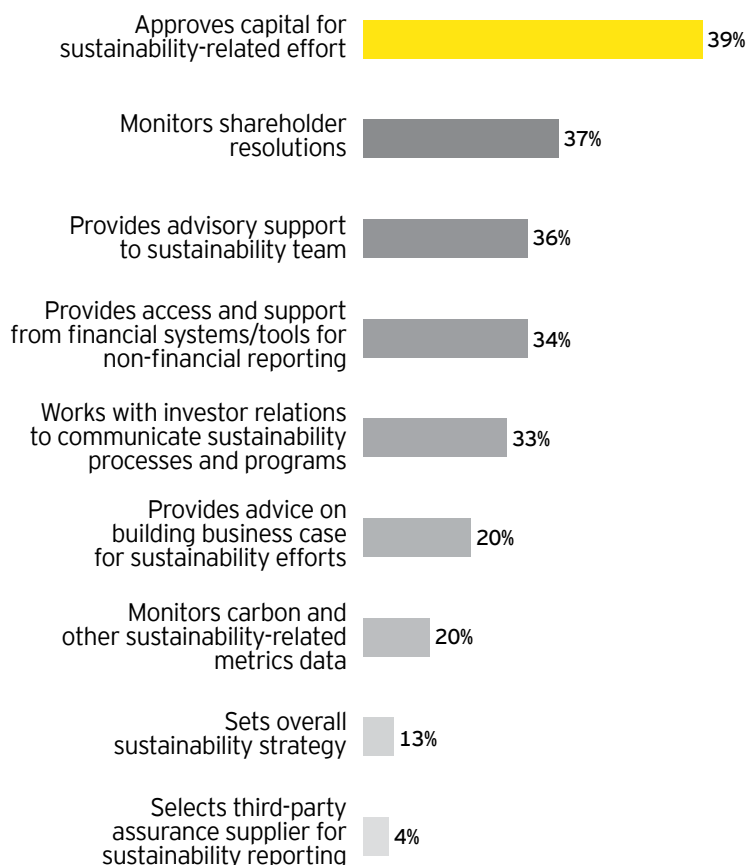 Approves capital for
sustainability-related effort
39%
Monitors shareholder
resolutions
37%
Provides advisory support
to sustainability team
36%
Provides access and support
from financial systems/tools for
non-financial reporting
34%
Works with investor relations
to communicate sustainability
processes and programs
33%
Provides advice on
building business case
for sustainability efforts
20%
Monitors carbon and
other sustainability-related
metrics data
20%
Sets overall
sustainability strategy
13%
Selects third-party
assurance supplier for
sustainability reporting
4%